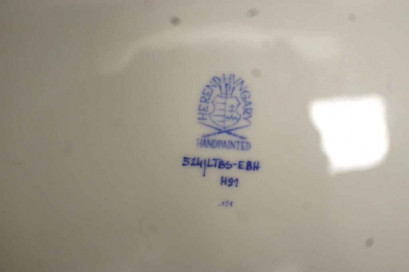 HEREND HUNGARY
HANDPAINTED
524/LTBS-EBH
H91